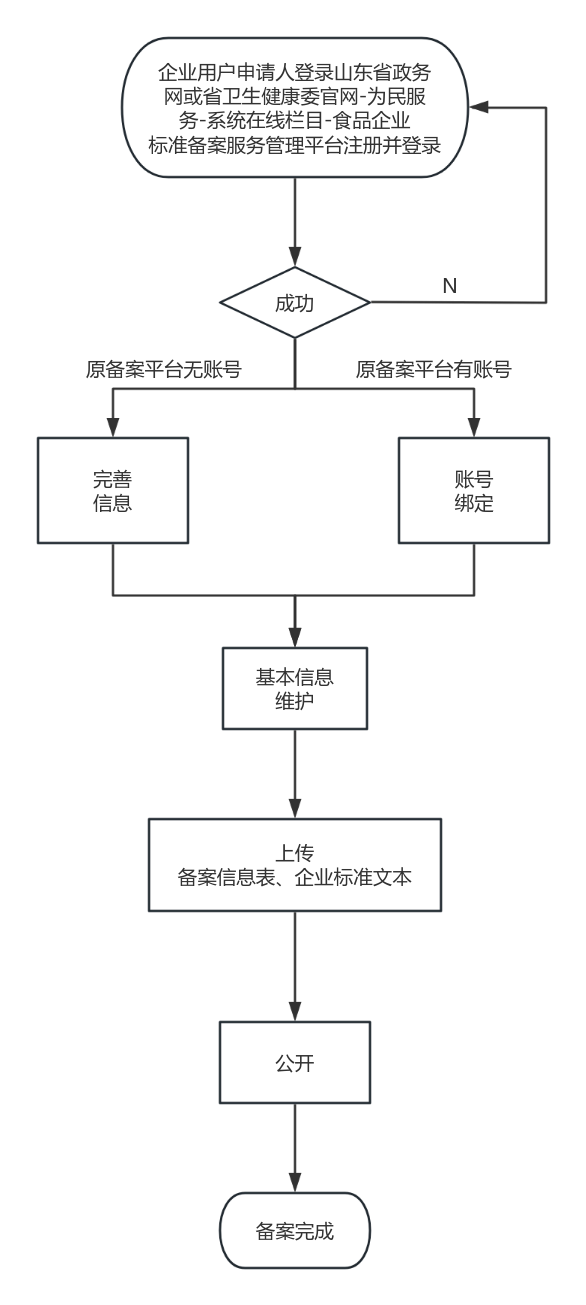 企业用户申请人登录山东省政务
网或省卫生健康委官网-为民服
务-系统在线栏目-食品企业
标准备案服务管理平台注册并登录
成功
N
原备案平台无账号
原备案平台有账号
完善
信息
账号
绑定
基本信息
维护
上传
备案信息表、企业标准文本
公开
备案完成